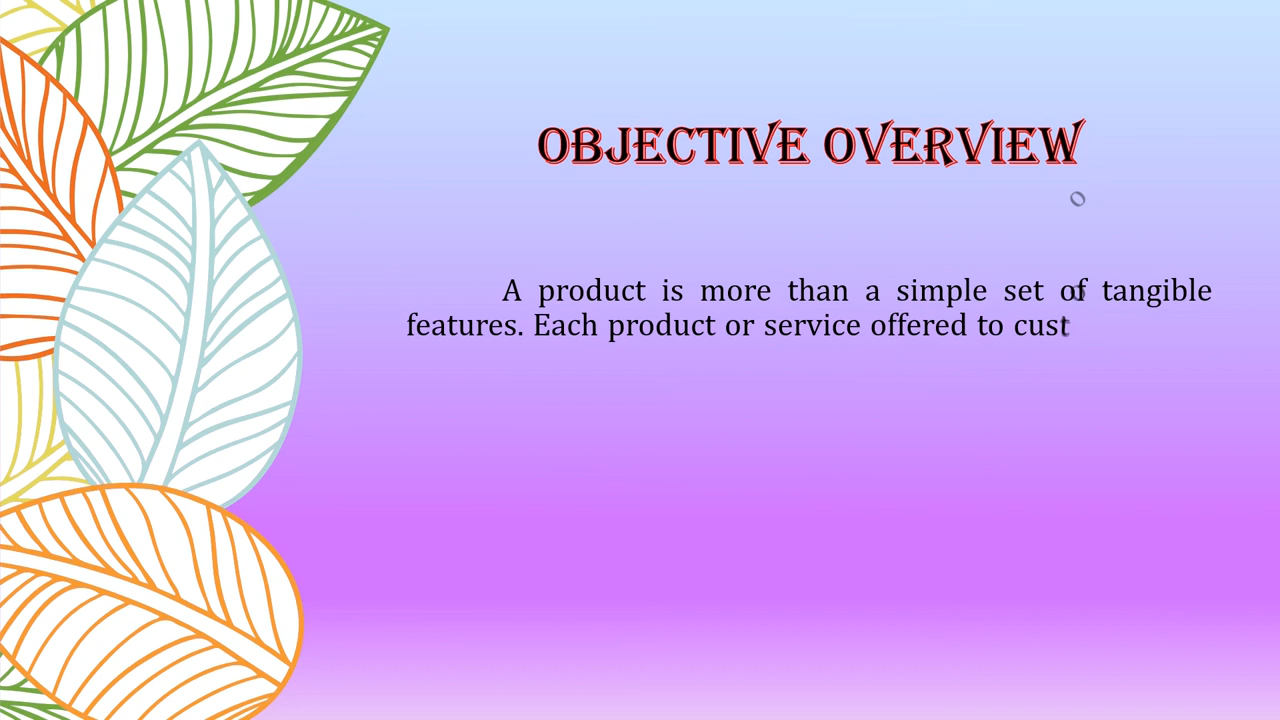 OBJECTIVE OVERVIEW
A product is more than a simple set of tangible
features. Each product or service offered to cust